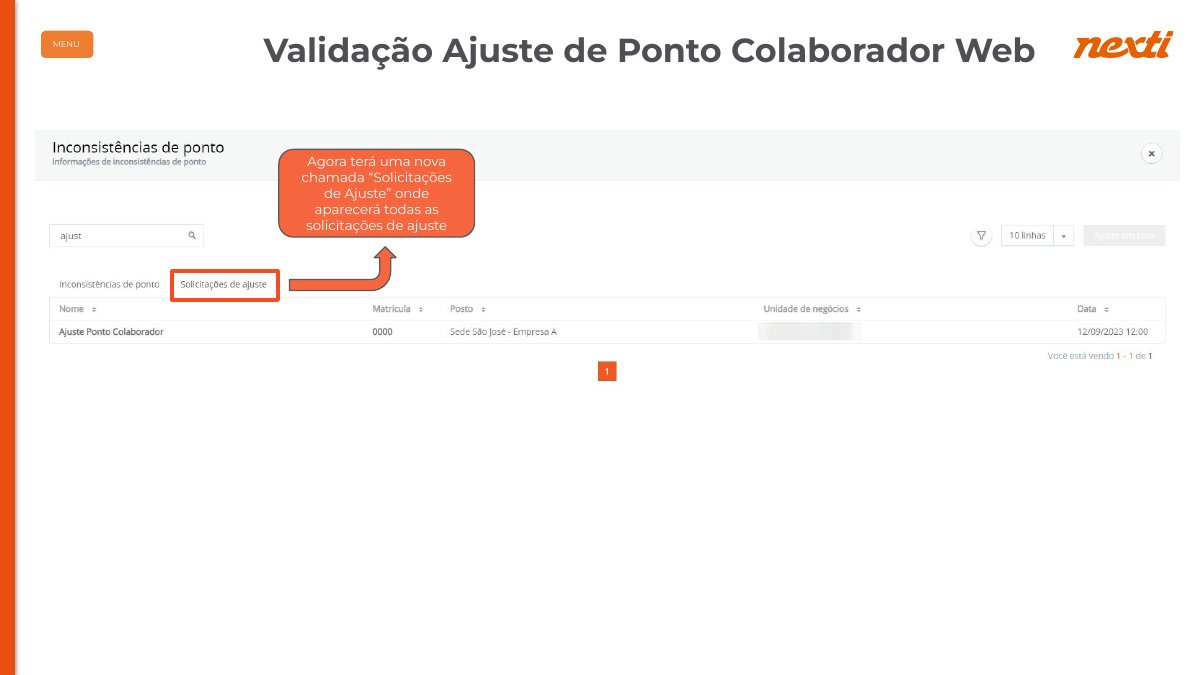 MENU
Validação Ajuste de Ponto Colaborador Web
nexti
Inconsistências de ponto
Informações de inconsistências de ponto
Agora terá uma nova
chamada “Solicitações
de Ajuste” onde
aparecerá todas as
solicitações de ajuste
ajust
10 linhas
Ajuste em Lote
Inconsistências de ponto
Solicitações de ajuste
Nome Matrícula Posto Unidade de negócios Data
Ajuste Ponto Colaborador 0000 Sede São José - Empresa A 12/09/2023 12:00
Você está vendo 1 - 1 de 1
1